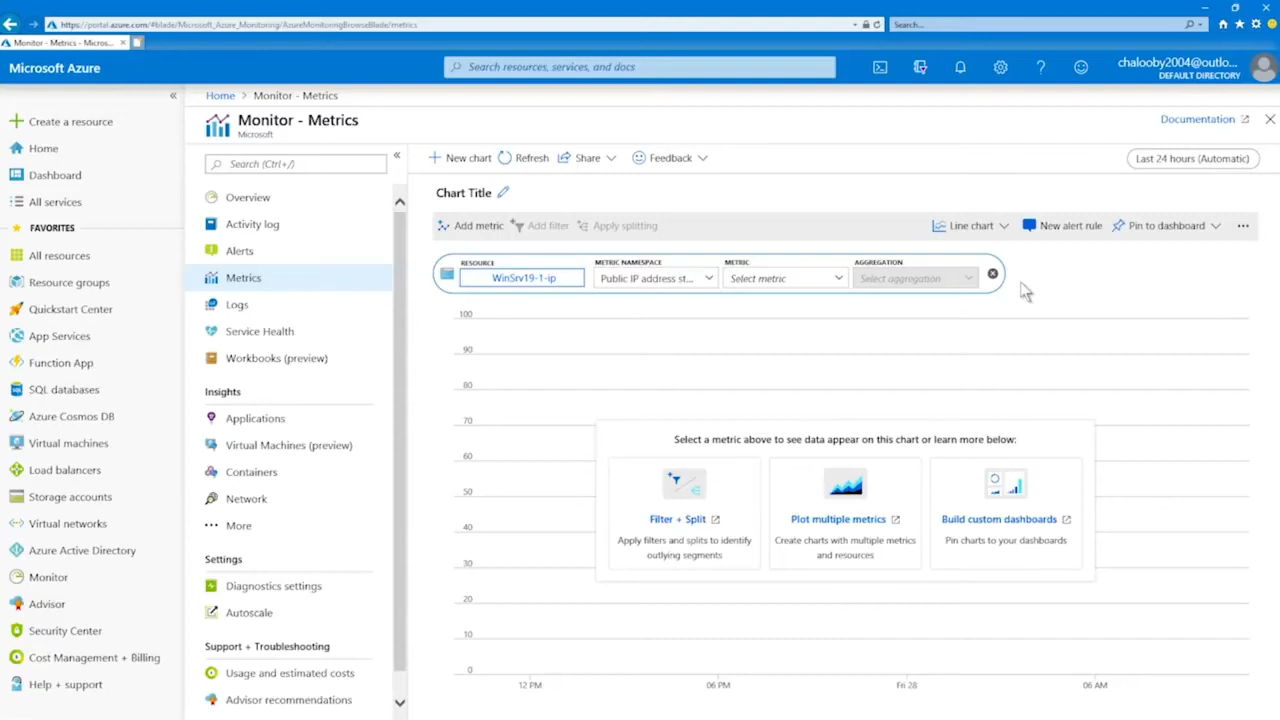 https://portal.azure.com/#blade/Microsoft_Azure_Monitoring/AzureMonitoringBrowseBlade/metrics
Search...
Monitor - Metrics - Micros...
Microsoft Azure
Search resources, services, and docs
chalooby2004@outlo...
DEFAULT DIRECTORY
Create a resource
Home
Dashboard
All services
FAVORITES
All resources
Resource groups
Quickstart Center
App Services
Function App
SQL databases
Azure Cosmos DB
Virtual machines
Load balancers
Storage accounts
Virtual networks
Azure Active Directory
Monitor
Advisor
Security Center
Cost Management + Billing
Help + support
Home > Monitor - Metrics
Monitor - Metrics
Microsoft
Documentation
Search (Ctrl+/)
Overview
Activity log
Alerts
Metrics
Logs
Service Health
Workbooks (preview)
Insights
Applications
Virtual Machines (preview)
Containers
Network
More
Settings
Diagnostics settings
Autoscale
Support + Troubleshooting
Usage and estimated costs
Advisor recommendations
New chart
Refresh
Share
Feedback
Last 24 hours (Automatic)
Chart Title
Add metric
Add filter
Apply splitting
Line chart
New alert rule
Pin to dashboard
RESOURCE
WinSrv19-1-ip
METRIC NAMESPACE
Public IP address st...
METRIC
Select metric
AGGREGATION
Select aggregation
100
90
80
70
60
50
40
30
20
10
0
Select a metric above to see data appear on this chart or learn more below:
Filter + Split
Apply filters and splits to identify
outlying segments
Plot multiple metrics
Create charts with multiple metrics
and resources
Build custom dashboards
Pin charts to your dashboards
12 PM
06 PM
Fri 28
06 AM